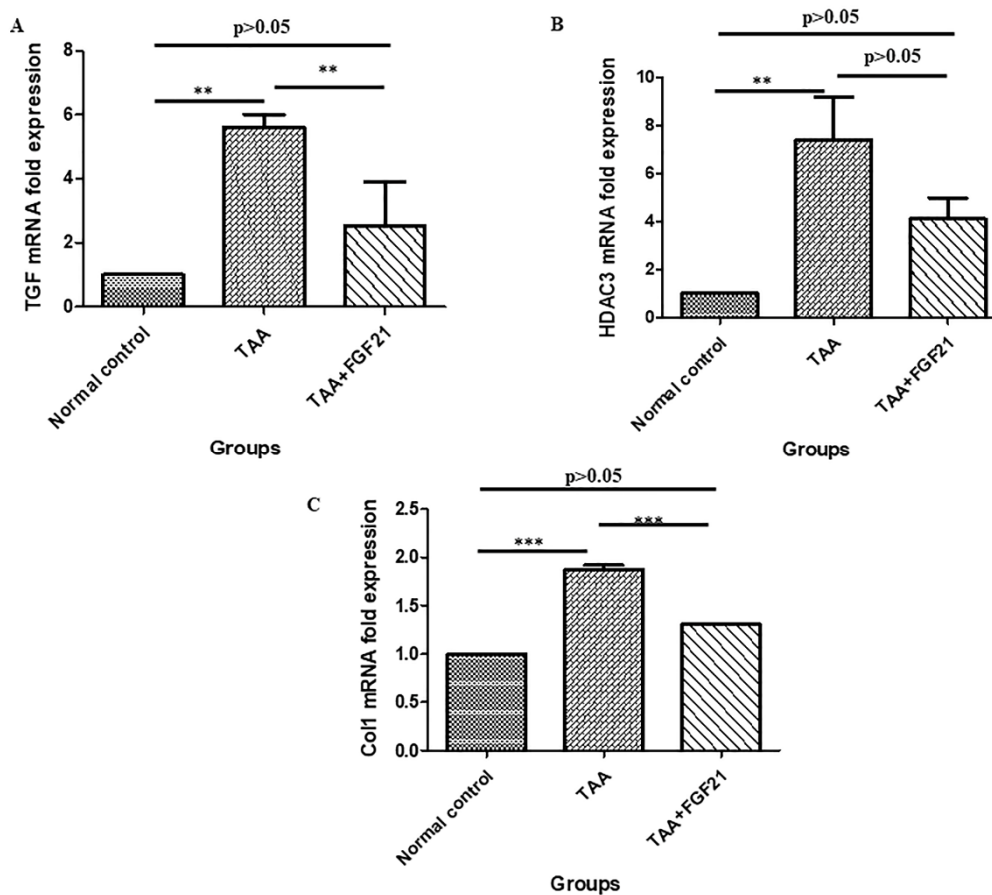 A
p>0.05
**
**
8
6
4
2
0
TGF mRNA fold expression
Normal control
TAA
TAA+FGF21
Groups
B
p>0.05
p>0.05
**
10
8
6
4
2
0
HDAC3 mRNA fold expression
Normal control
TAA
TAA+FGF21
Groups
C
p>0.05
***
***
2.5
2.0
1.5
1.0
0.5
0.0
Col1 mRNA fold expression
Normal control
TAA
TAA+FGF21
Groups